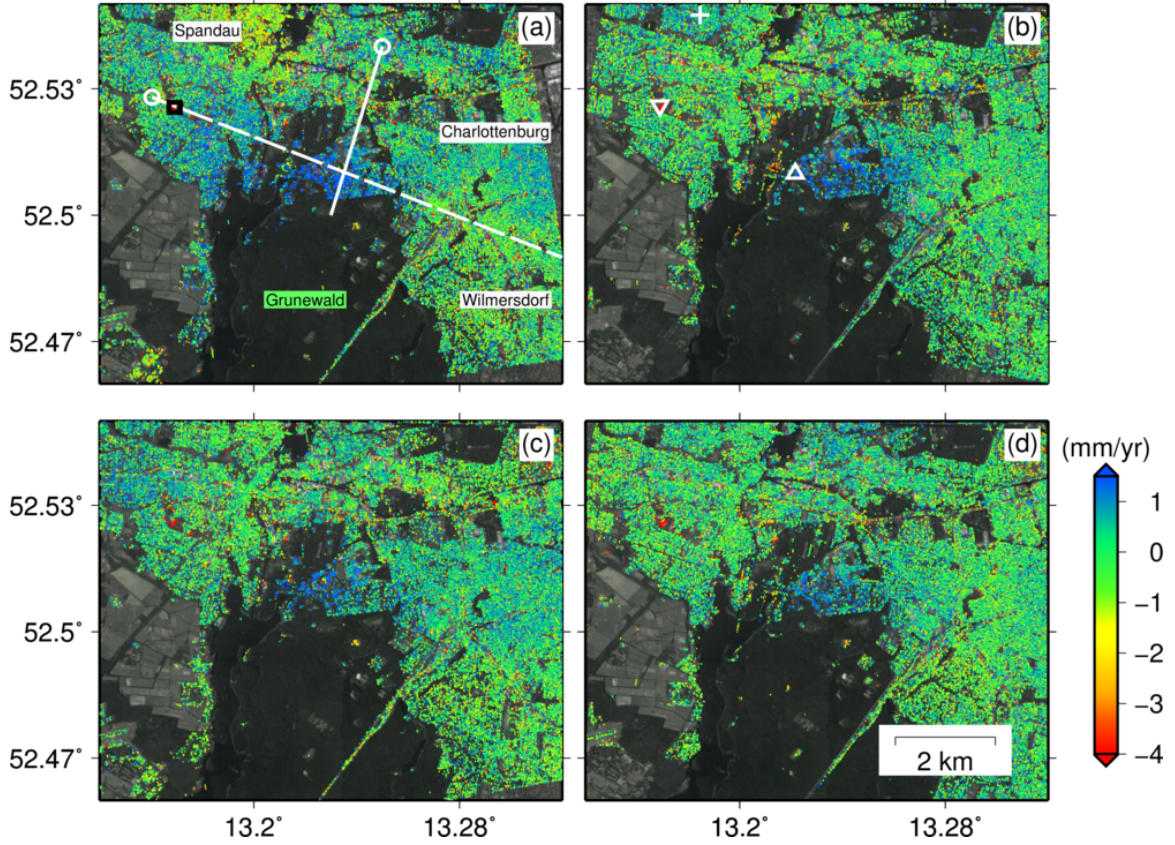 (a)
(b)
Spandau
52.53°
Charlottenburg
52.5°
Grunewald
Wilmersdorf
52.47°
(c)
(d)
(mm/yr)
52.53°
1
0
−1
52.5°
−2
−3
52.47°
2 km
−4
13.2°
13.28°
13.2°
13.28°